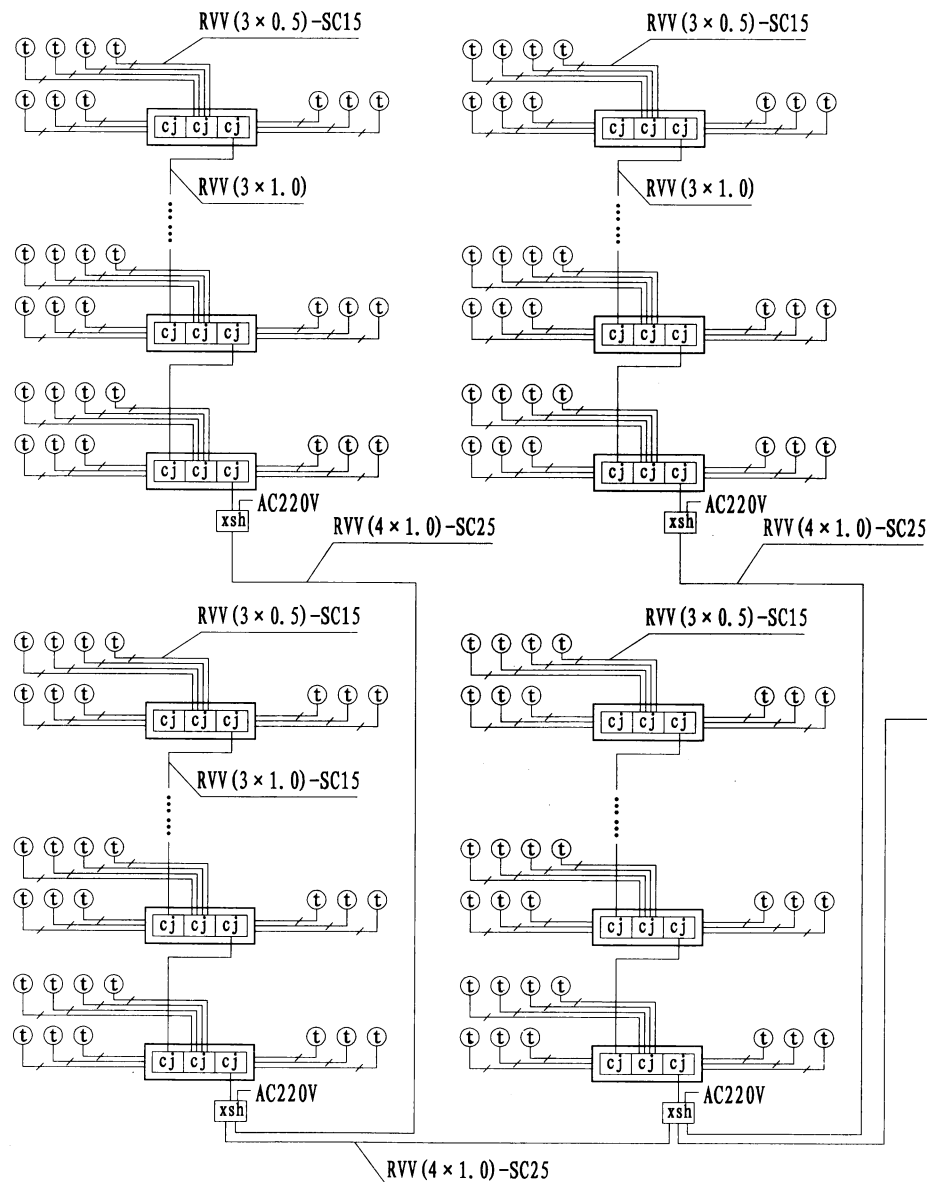 RVV(3×0.5)-SC15 RVV(3×0.5)-SC15
t t t t t t t t
t t t t t t t t t t t t
cj cj cj cj cj cj
RVV(3×1.0) RVV(3×1.0)
t t t t t t t t
t t t t t t t t t t t t
cj cj cj cj cj cj
t t t t t t t t
t t t t t t t t t t t t
cj cj cj cj cj cj
AC220V AC220V
xsh xsh
RVV(4×1.0)-SC25 RVV(4×1.0)-SC25
RVV(3×0.5)-SC15 RVV(3×0.5)-SC15
t t t t t t t t
t t t t t t t t t t t t
cj cj cj cj cj cj
RVV(3×1.0)-SC15
t t t t t t t t
t t t t t t t t t t t t
cj cj cj cj cj cj
t t t t t t t t
t t t t t t t t t t t t
cj cj cj cj cj cj
AC220V AC220V
xsh xsh
RVV(4×1.0)-SC25